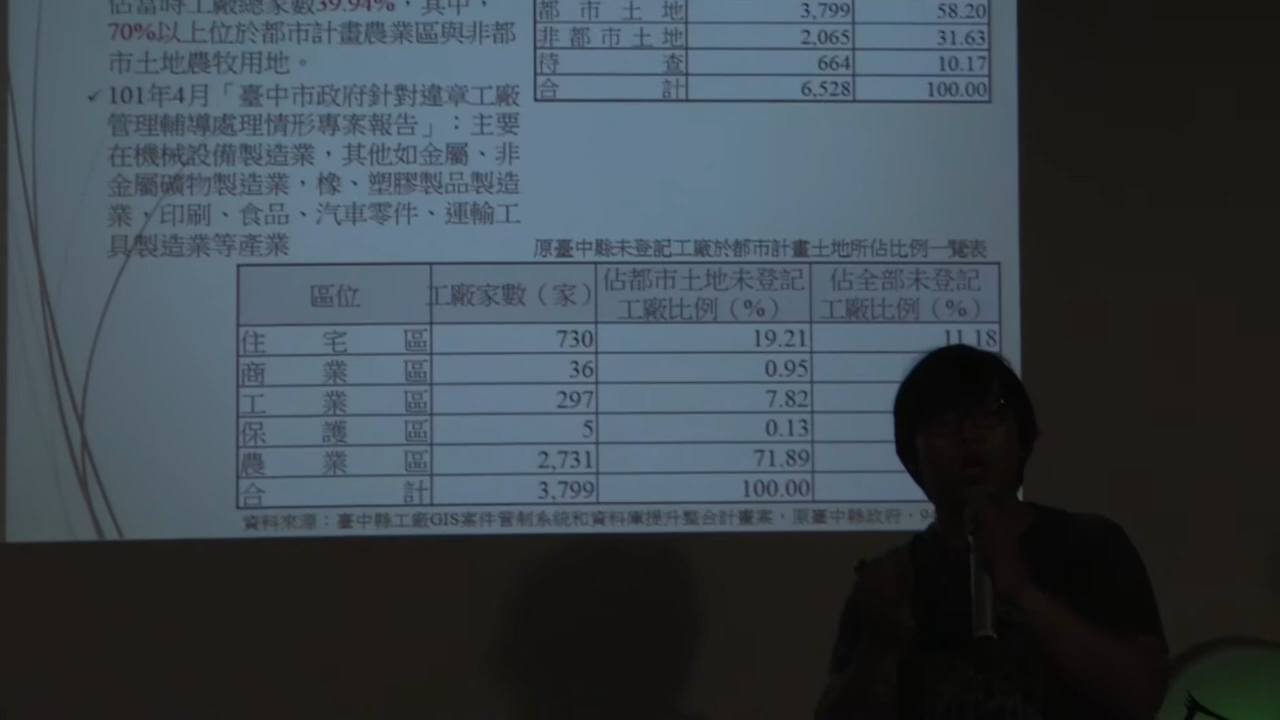 佔當時工廠總家數39.94%，其中，
70%以上位於都市計畫農業區與非都
市土地農牧用地。
✓101年4月「臺中市政府針對違章工廠
管理輔導處理情形專案報告」：主要
在機械設備製造業，其他如金屬、非
金屬礦物製造業，橡、塑膠製品製造
業，印刷、食品、汽車零件、運輸工
具製造業等產業
都市土地 3,799 58.20
非都市土地 2,065 31.63
待查 664 10.17
合計 6,528 100.00
原臺中縣未登記工廠於都市計畫土地所佔比例一覽表
區位 工廠家數（家） 佔都市土地未登記工廠比例（%） 佔全部未登記工廠比例（%）
住宅區 730 19.21 11.18
商業區 36 0.95
工業區 297 7.82
保護區 5 0.13
農業區 2,731 71.89
合計 3,799 100.00
資料來源：臺中縣工廠GIS案件管制系統和資料庫提升整合計畫案，原臺中縣政府，9